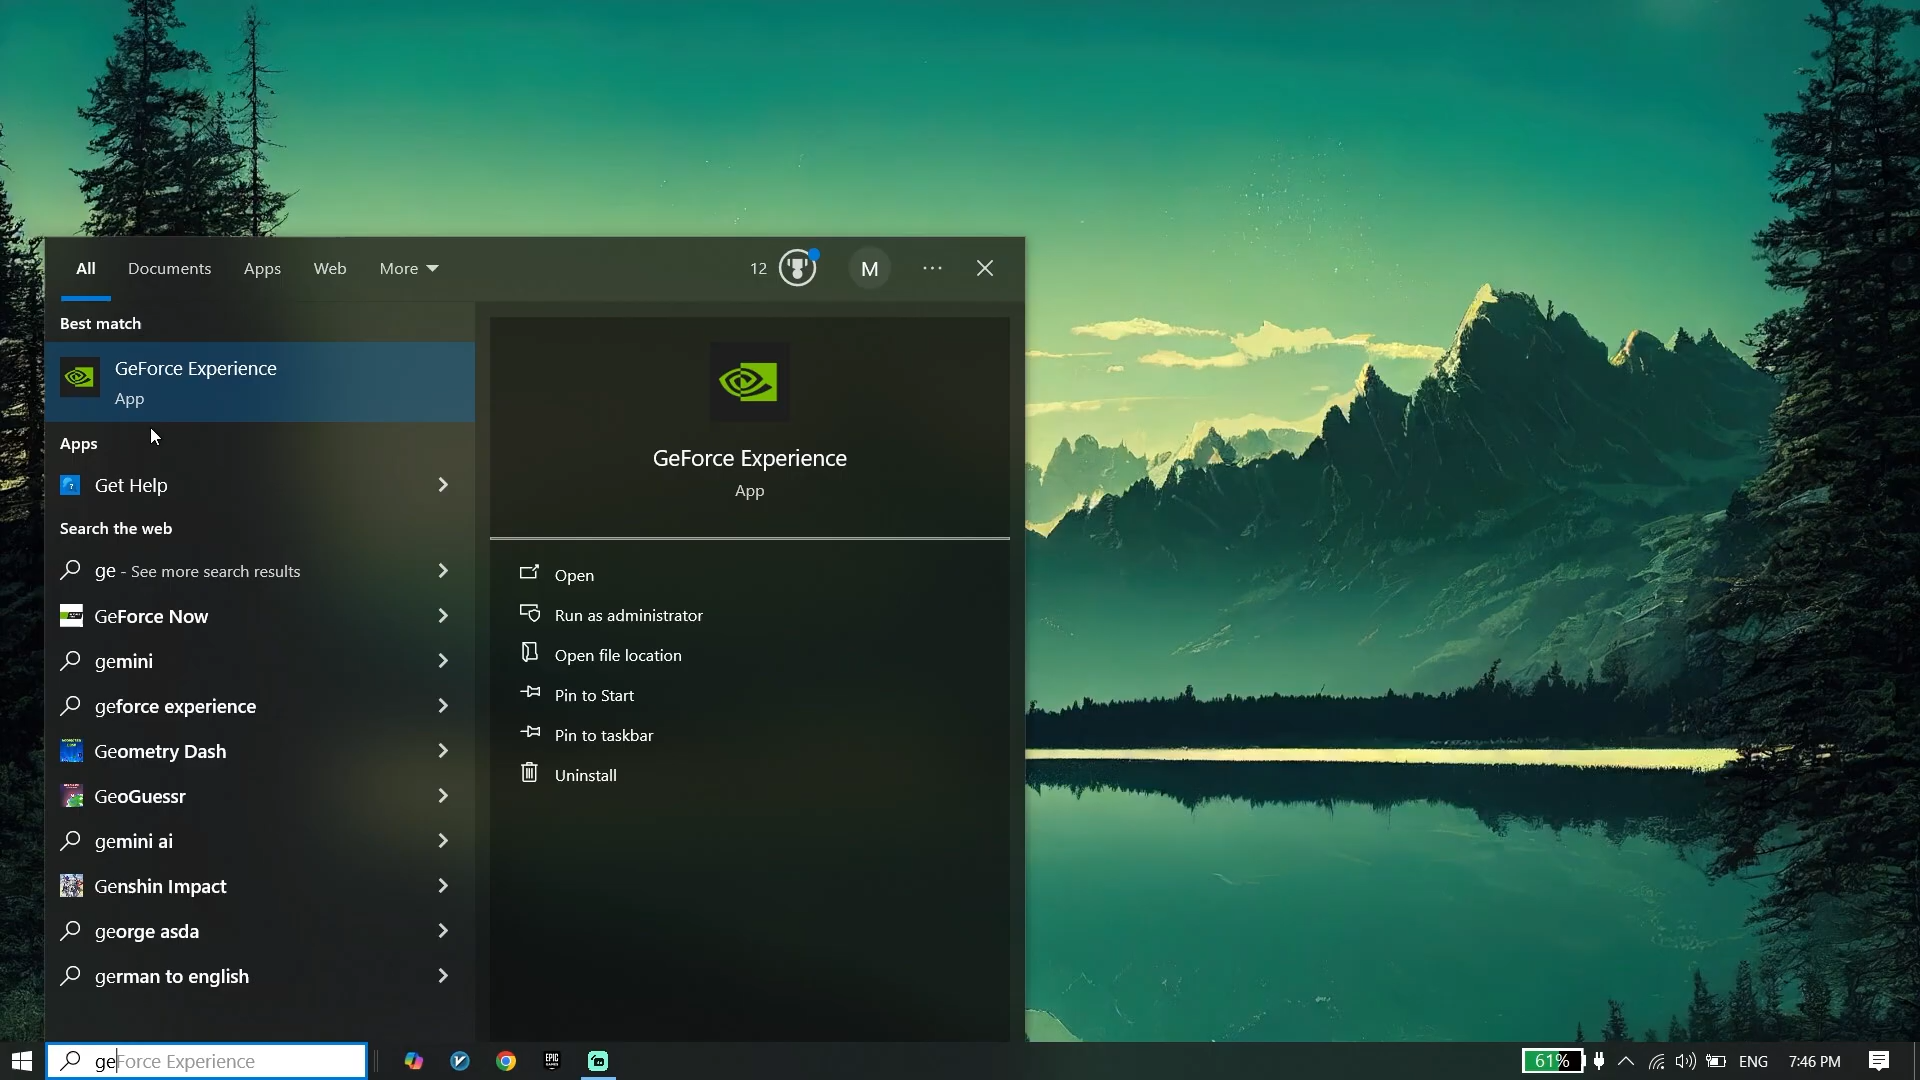 All Documents Apps Web More 12 M
Best match
GeForce Experience
App
Apps
Get Help
Search the web
ge - See more search results
GeForce Now
gemini
geforce experience
Geometry Dash
GeoGuessr
gemini ai
Genshin Impact
george asda
german to english
GeForce Experience
App
Open
Run as administrator
Open file location
Pin to Start
Pin to taskbar
Uninstall
geForce Experience
EPIC
GAMES
61% ENG 7:46 PM